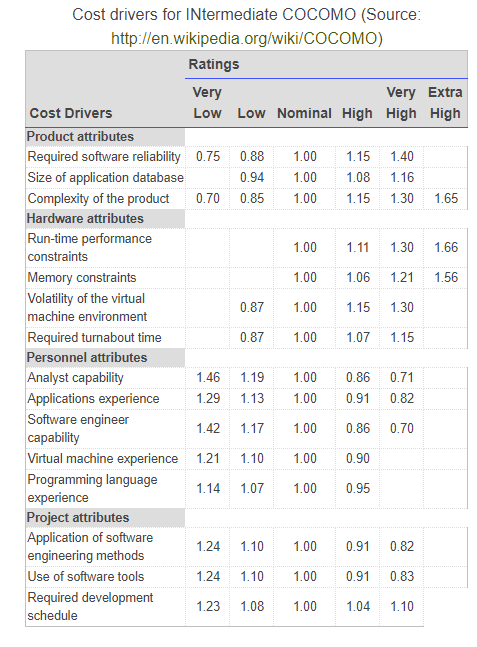 Cost drivers for INtermediate COCOMO (Source:
http://en.wikipedia.org/wiki/COCOMO)
Ratings
Cost Drivers Very Low Low Nominal High Very High Extra High
Product attributes
Required software reliability 0.75 0.88 1.00 1.15 1.40
Size of application database 0.94 1.00 1.08 1.16
Complexity of the product 0.70 0.85 1.00 1.15 1.30 1.65
Hardware attributes
Run-time performance
constraints 1.00 1.11 1.30 1.66
Memory constraints 1.00 1.06 1.21 1.56
Volatility of the virtual
machine environment 0.87 1.00 1.15 1.30
Required turnabout time 0.87 1.00 1.07 1.15
Personnel attributes
Analyst capability 1.46 1.19 1.00 0.86 0.71
Applications experience 1.29 1.13 1.00 0.91 0.82
Software engineer
capability 1.42 1.17 1.00 0.86 0.70
Virtual machine experience 1.21 1.10 1.00 0.90
Programming language
experience 1.14 1.07 1.00 0.95
Project attributes
Application of software
engineering methods 1.24 1.10 1.00 0.91 0.82
Use of software tools 1.24 1.10 1.00 0.91 0.83
Required development
schedule 1.23 1.08 1.00 1.04 1.10